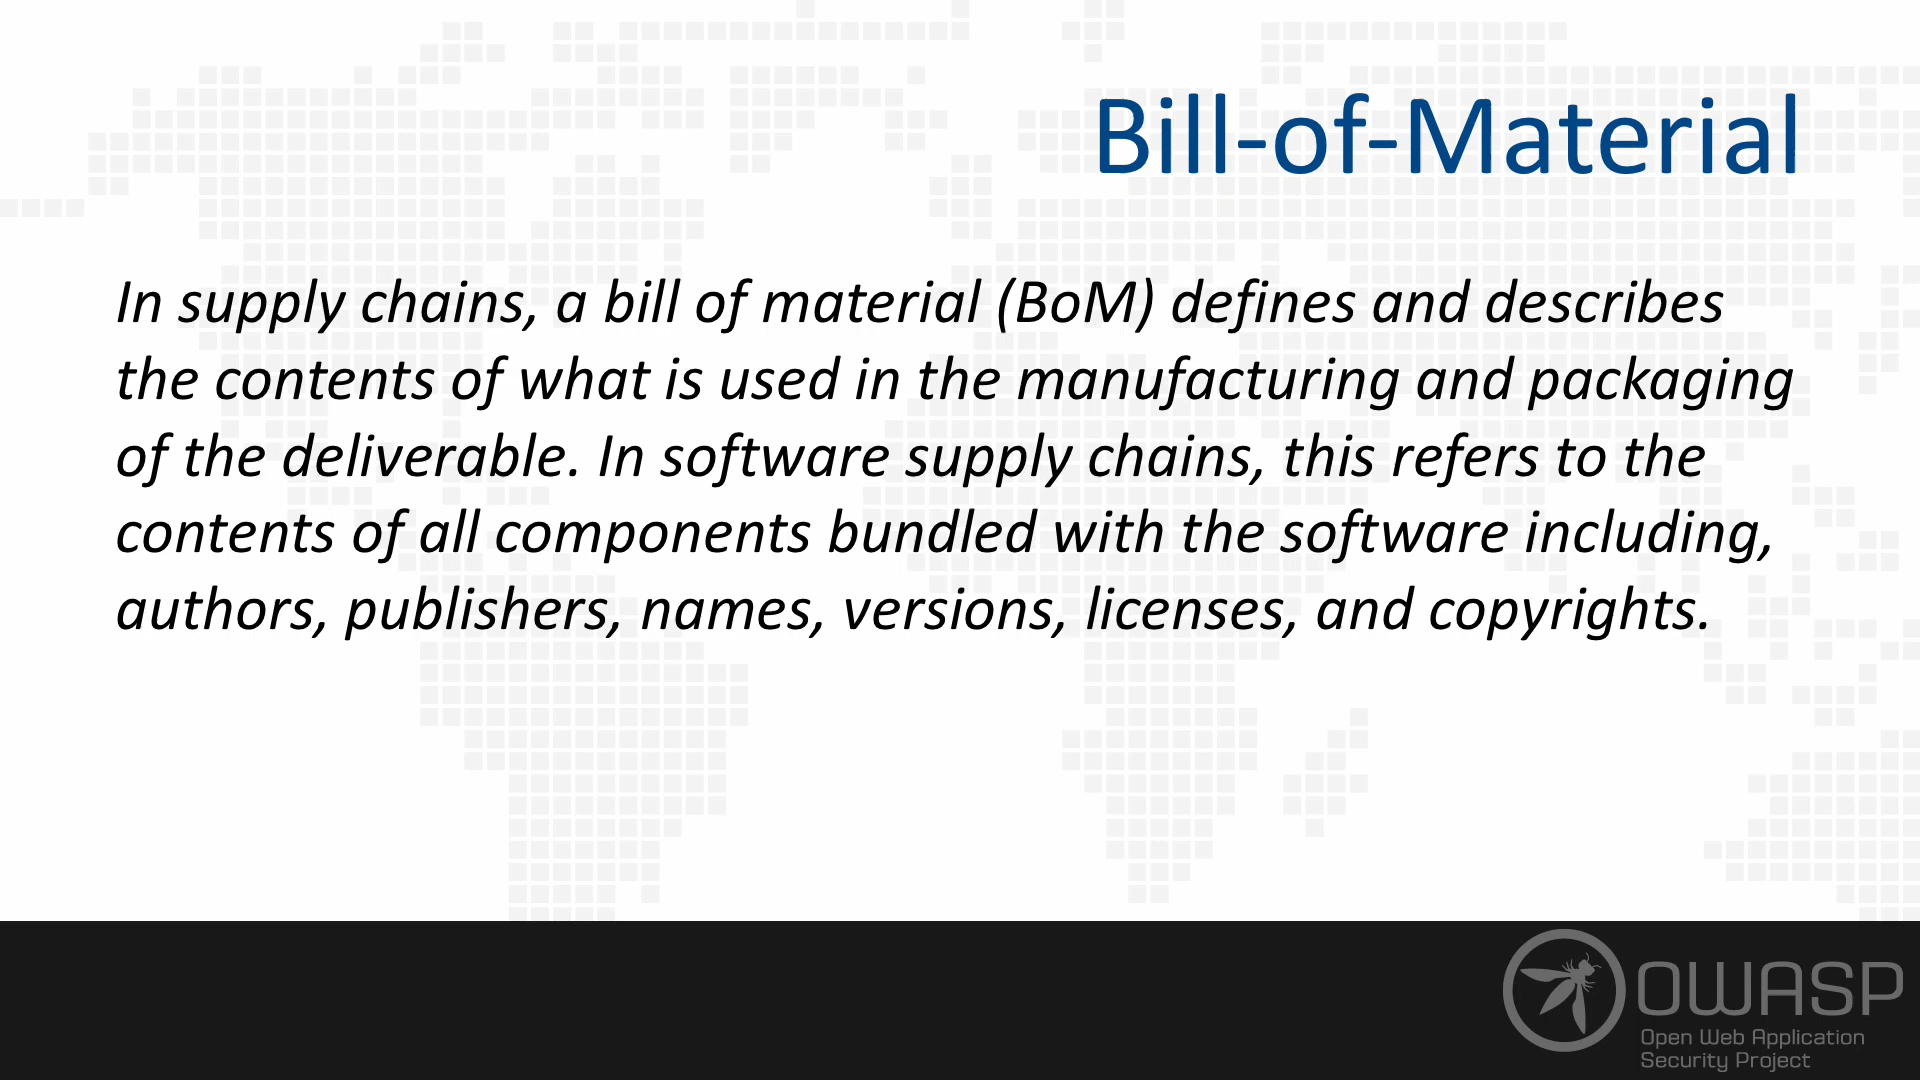 Bill-of-Material
In supply chains, a bill of material (BoM) defines and describes
the contents of what is used in the manufacturing and packaging
of the deliverable. In software supply chains, this refers to the
contents of all components bundled with the software including,
authors, publishers, names, versions, licenses, and copyrights.
OWASP
Open Web Application
Security Project